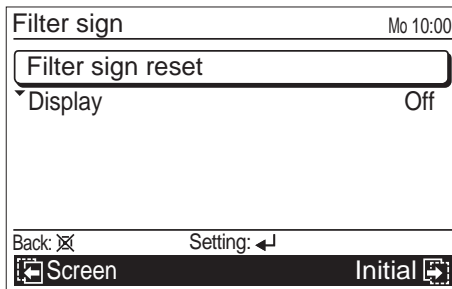 Filter sign Mo 10:00
Filter sign reset
Display Off
Back: Setting:
Screen Initial